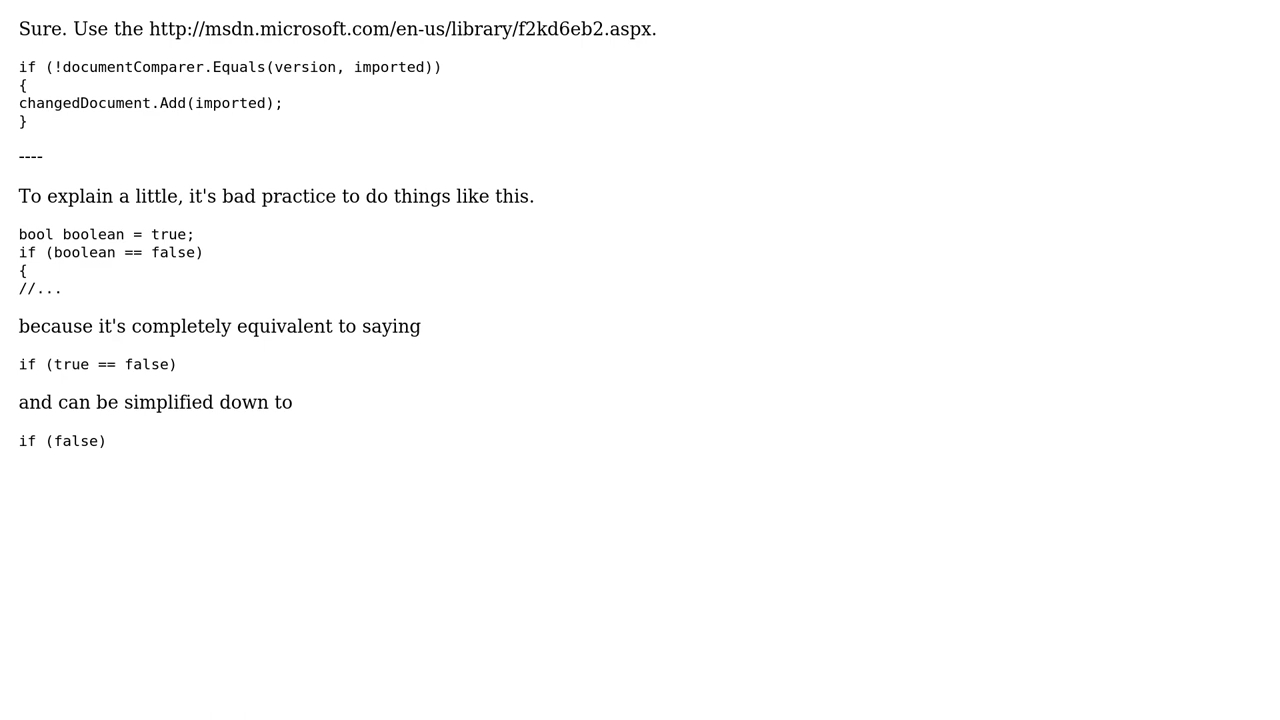 Sure. Use the http://msdn.microsoft.com/en-us/library/f2kd6eb2.aspx.
if (!documentComparer.Equals(version, imported))
{
changedDocument.Add(imported);
}
----
To explain a little, it's bad practice to do things like this.
bool boolean = true;
if (boolean == false)
{
//...
because it's completely equivalent to saying
if (true == false)
and can be simplified down to
if (false)